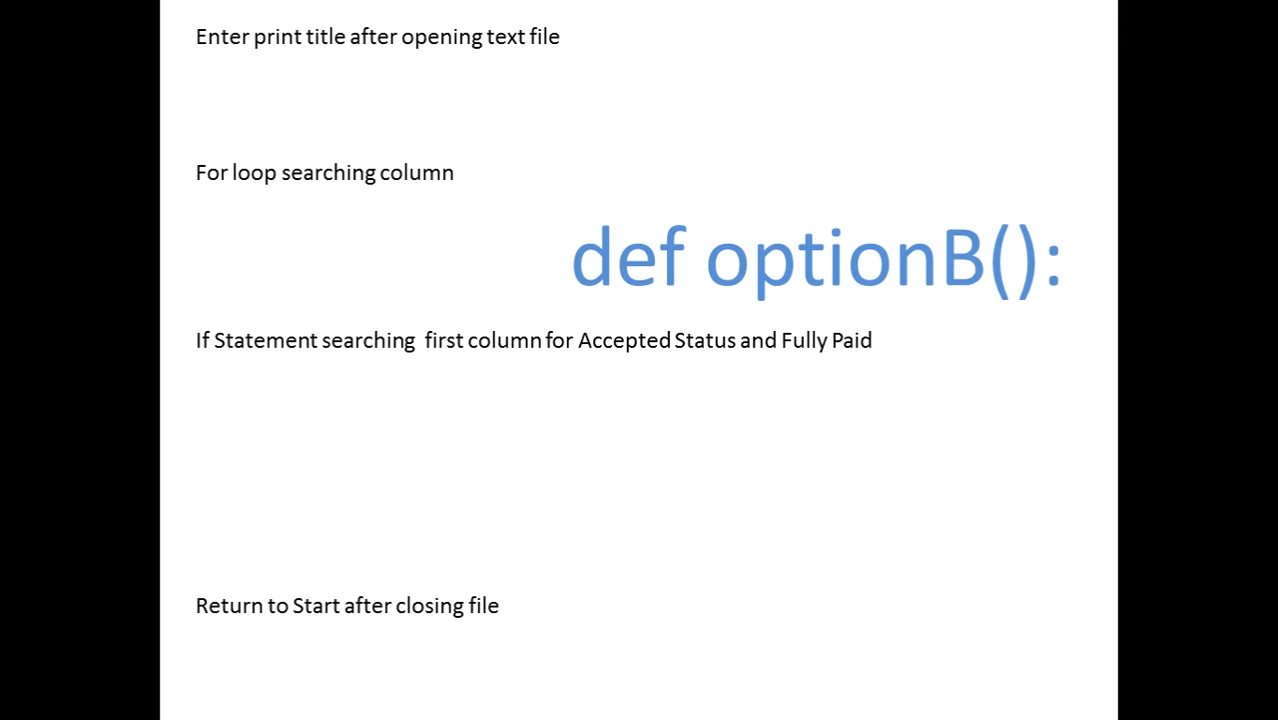 Enter print title after opening text file
For loop searching column
def optionB():
If Statement searching  first column for Accepted Status and Fully Paid
Return to Start after closing file